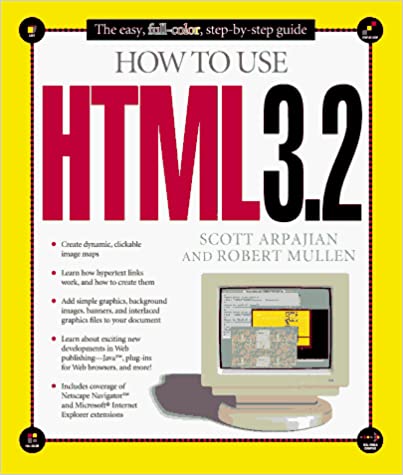 The easy, full-color, step-by-step guide
HOW TO USE
HTML 3.2
SCOTT ARPAJIAN
AND ROBERT MULLEN
• Create dynamic, clickable
image maps
• Learn how hypertext links
work, and how to create them
• Add simple graphics, background
images, banners, and interlaced
graphics files to your document
• Learn about exciting new
developments in Web
publishing—Java™, plug-ins
for Web browsers, and more!
• Includes coverage of
Netscape Navigator™
and Microsoft® Internet
Explorer extensions